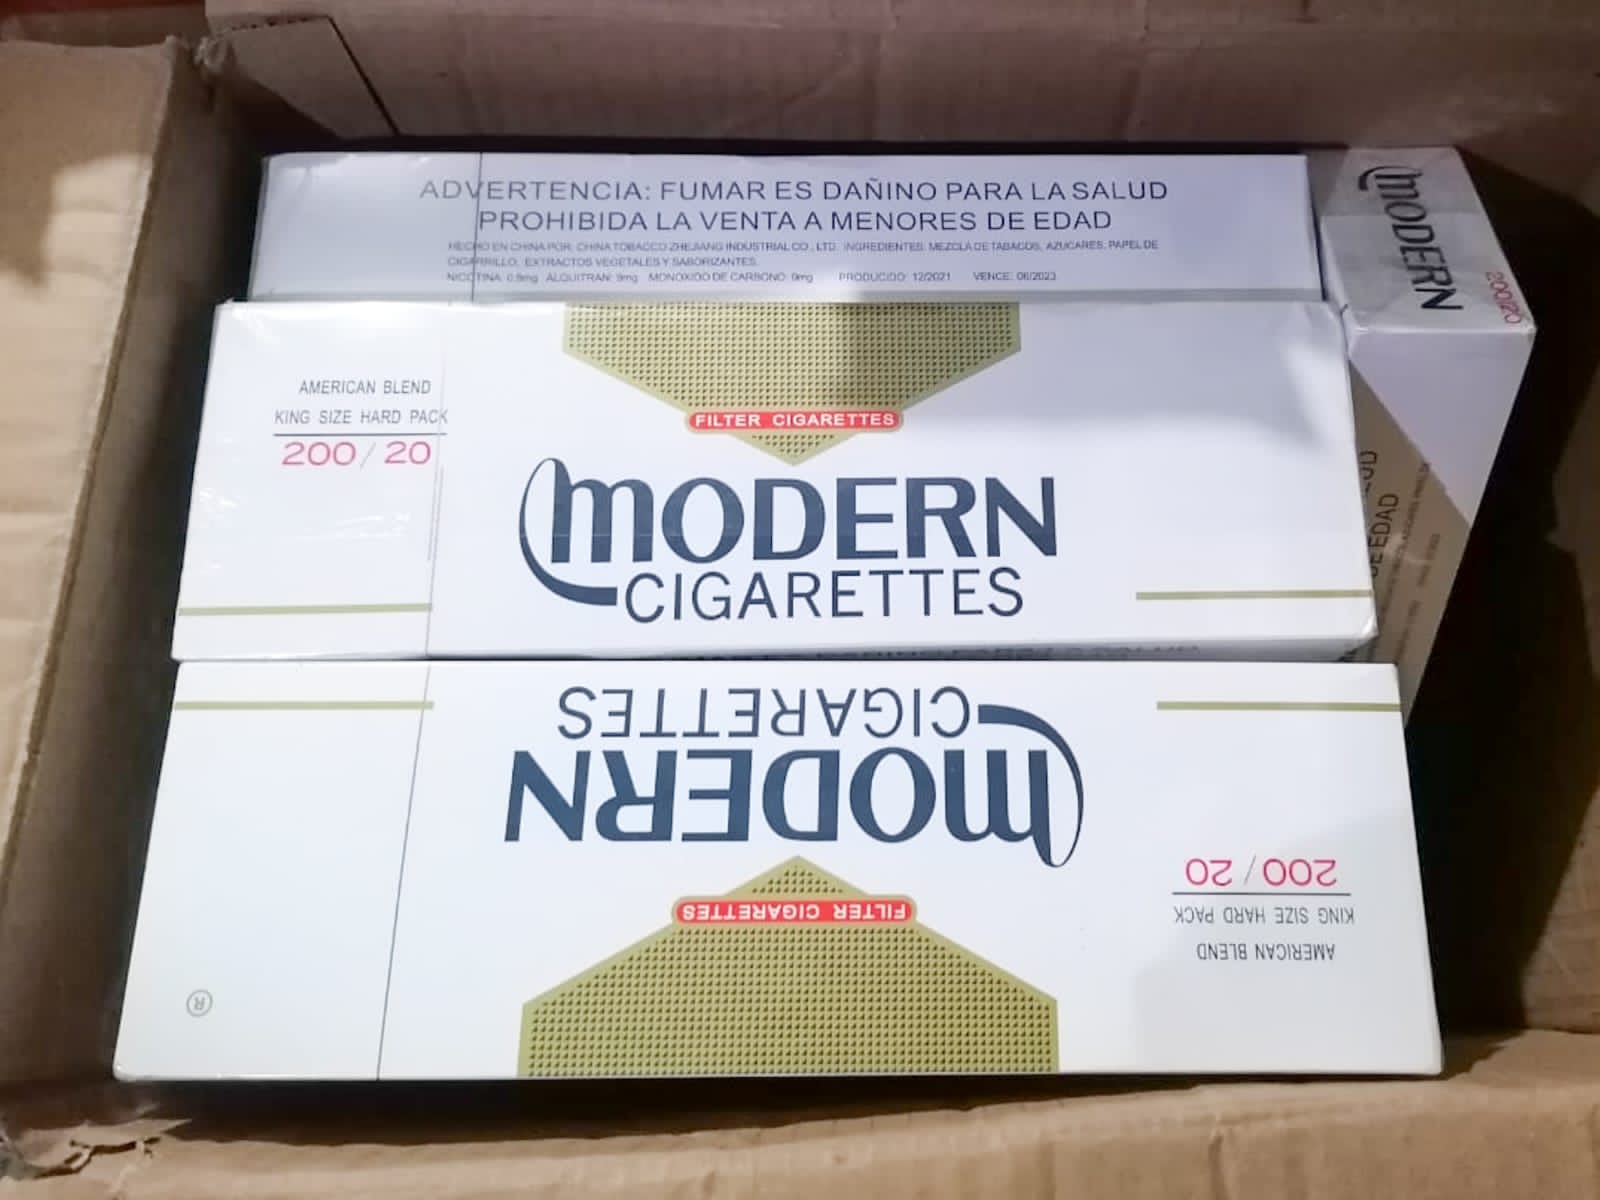 ADVERTENCIA: FUMAR ES DAÑINO PARA LA SALUD
PROHIBIDA LA VENTA A MENORES DE EDAD
HECHO EN CHINA POR: CHINA TOBACCO ZHEJIANG INDUSTRIAL CO., LTD. INGREDIENTES: MEZCLA DE TABACOS, AZUCARES, PAPEL DE
CIGARRILLO, EXTRACTOS VEGETALES Y SABORIZANTES.
NICOTINA: 0.8mg ALQUITRAN: 9mg MONOXIDO DE CARBONO: 9mg PRODUCIDO: 12/2021 VENCE: 06/2023
MODERN
200/20
AMERICAN BLEND
KING SIZE HARD PACK
200/20
FILTER CIGARETTES
MODERN
CIGARETTES
DE EDAD
CIGARETTES
MODERN
FILTER CIGARETTES
200/20
KING SIZE HARD PACK
AMERICAN BLEND
®